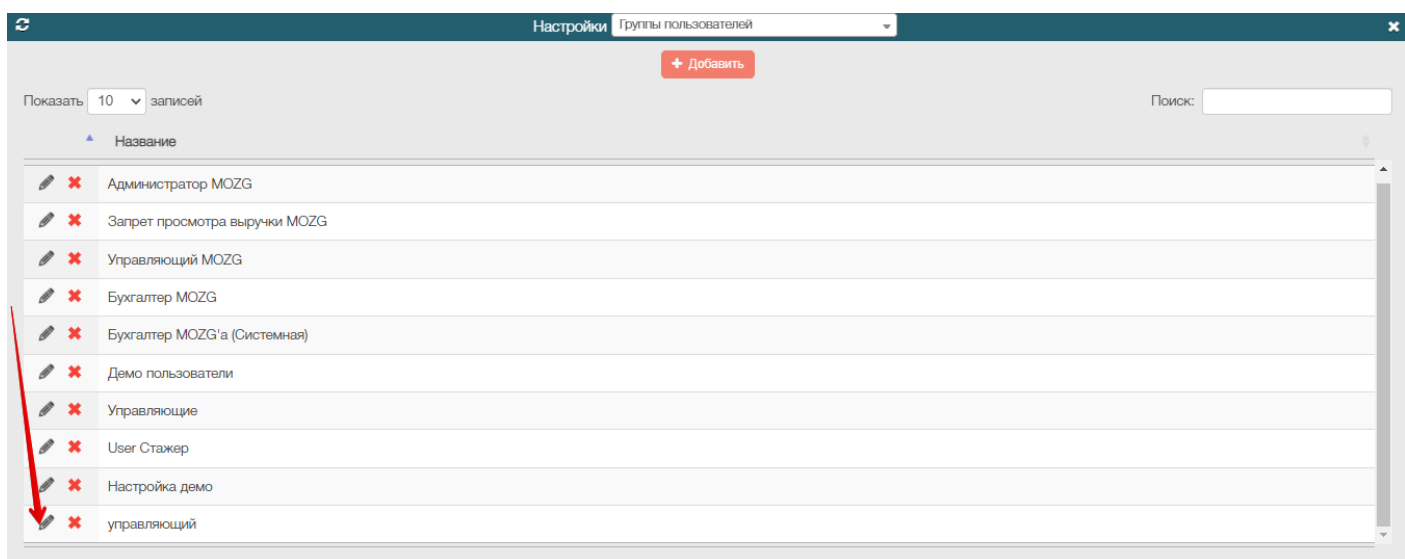 Настройки Группы пользователей
Добавить
Показать 10 записей Поиск:
Название
Администратор MOZG
Запрет просмотра выручки MOZG
Управляющий MOZG
Бухгалтер MOZG
Бухгалтер MOZG'а (Системная)
Демо пользователи
Управляющие
User Стажер
Настройка демо
управляющий